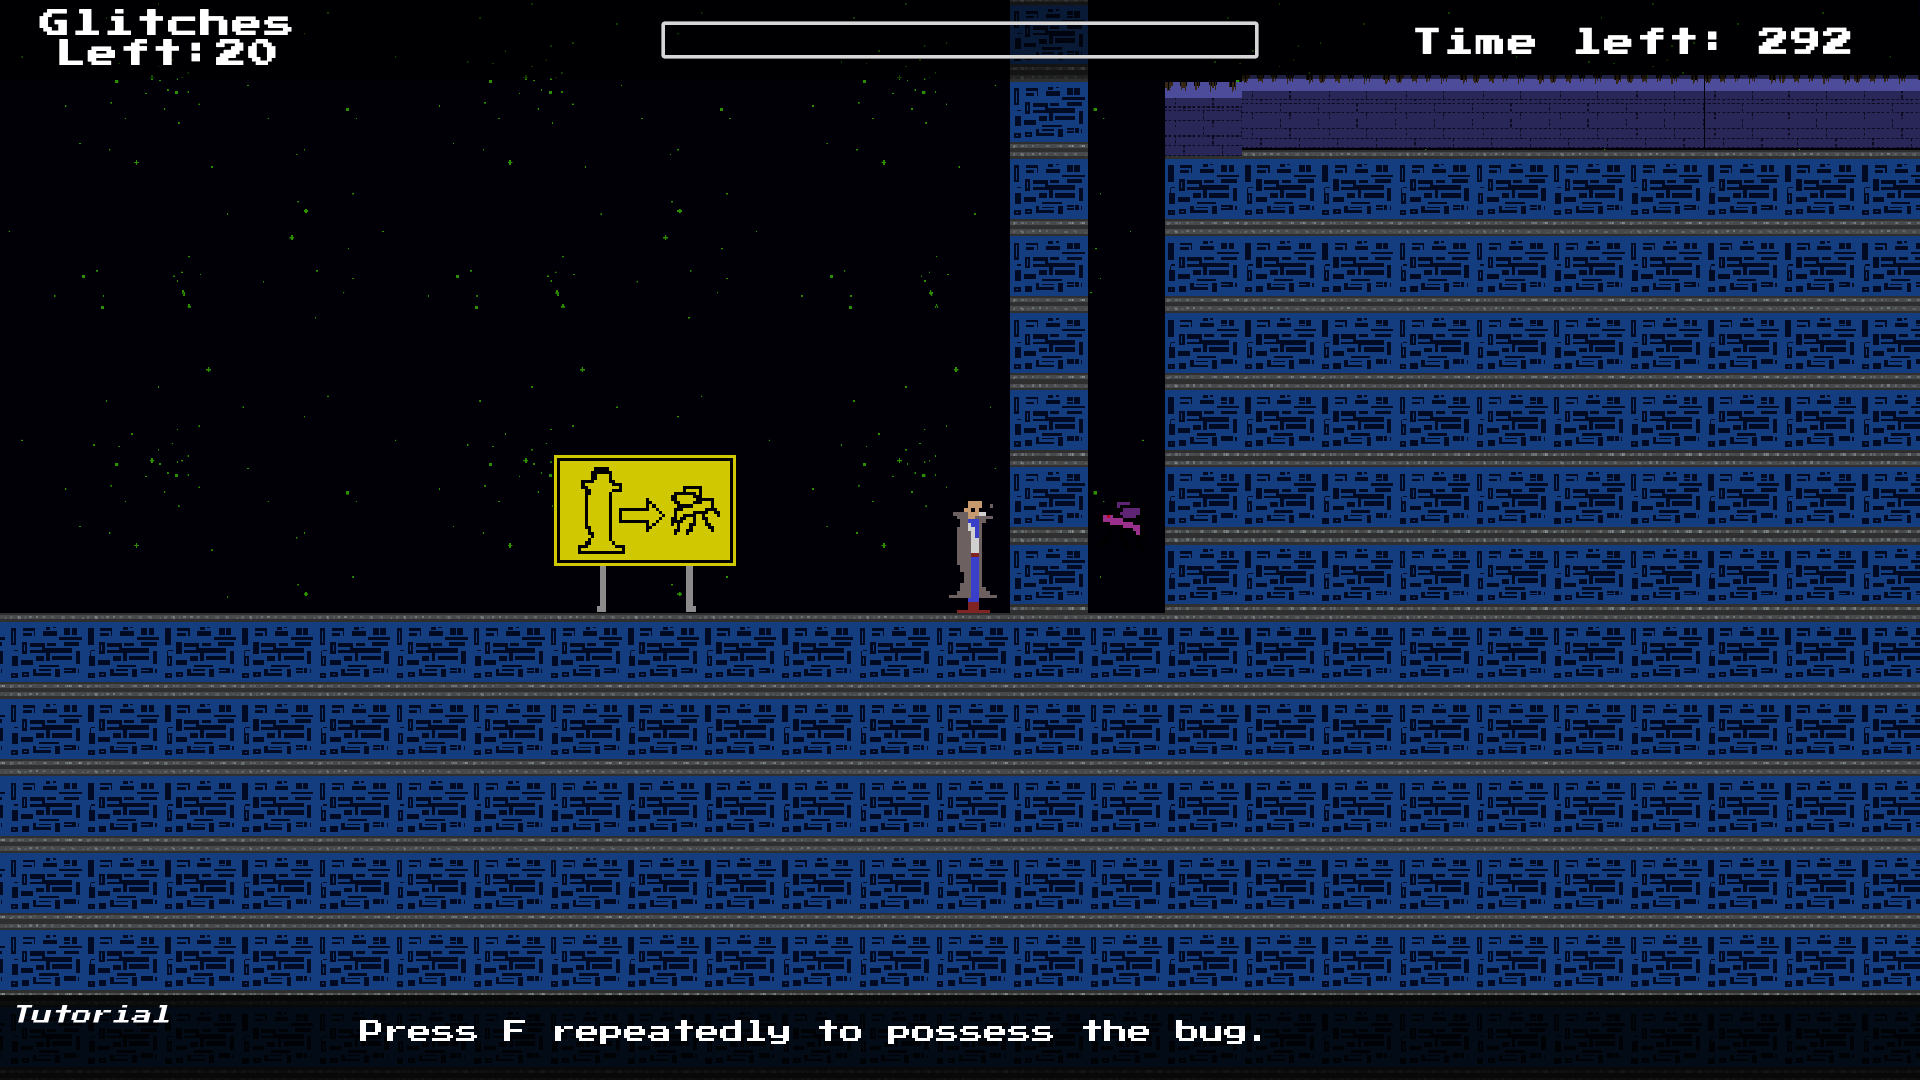 Glitches
Left:20
Time left: 292
Tutorial
Press F repeatedly to possess the bug.